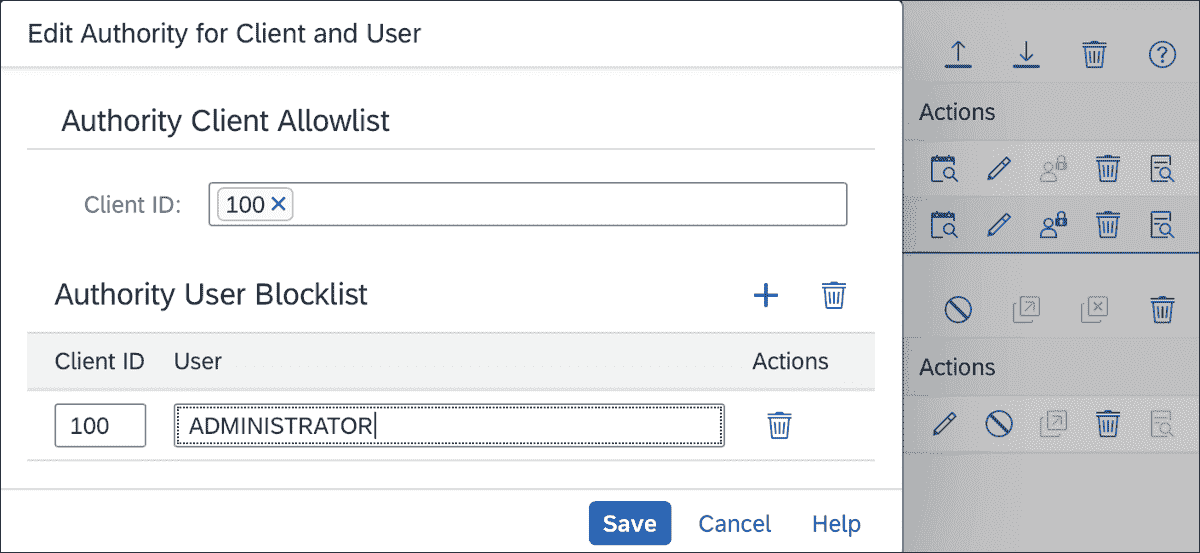 Edit Authority for Client and User
Actions
Authority Client Allowlist
Client ID: 100
Authority User Blocklist
Client ID User Actions
100 ADMINISTRATOR
Actions
Save Cancel Help